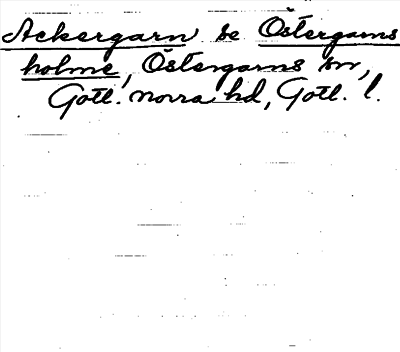 Ackergarn se Östergarns
holme, Östergarns sn,
Gotl. norra hd, Gotl. l.